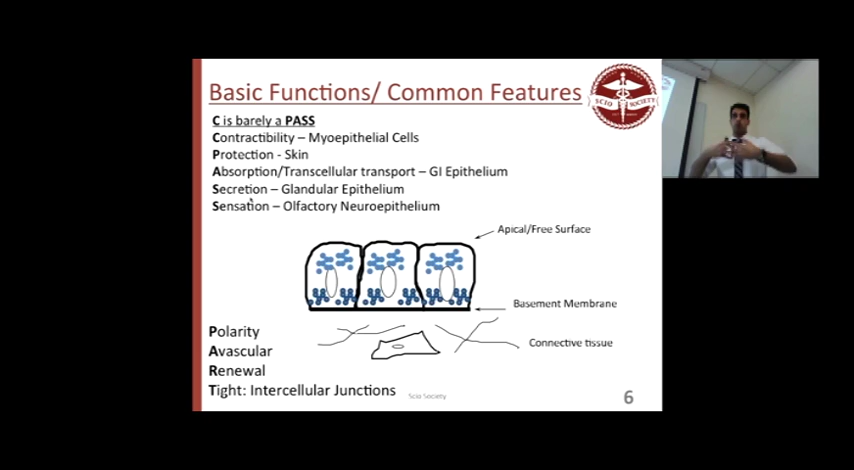 Basic Functions/ Common Features
SCIO SOCIETY
C is barely a PASS
Contractibility – Myoepithelial Cells
Protection - Skin
Absorption/Transcellular transport – GI Epithelium
Secretion – Glandular Epithelium
Sensation – Olfactory Neuroepithelium
Apical/Free Surface
Basement Membrane
Connective tissue
Polarity
Avascular
Renewal
Tight: Intercellular Junctions
Scio Society
6